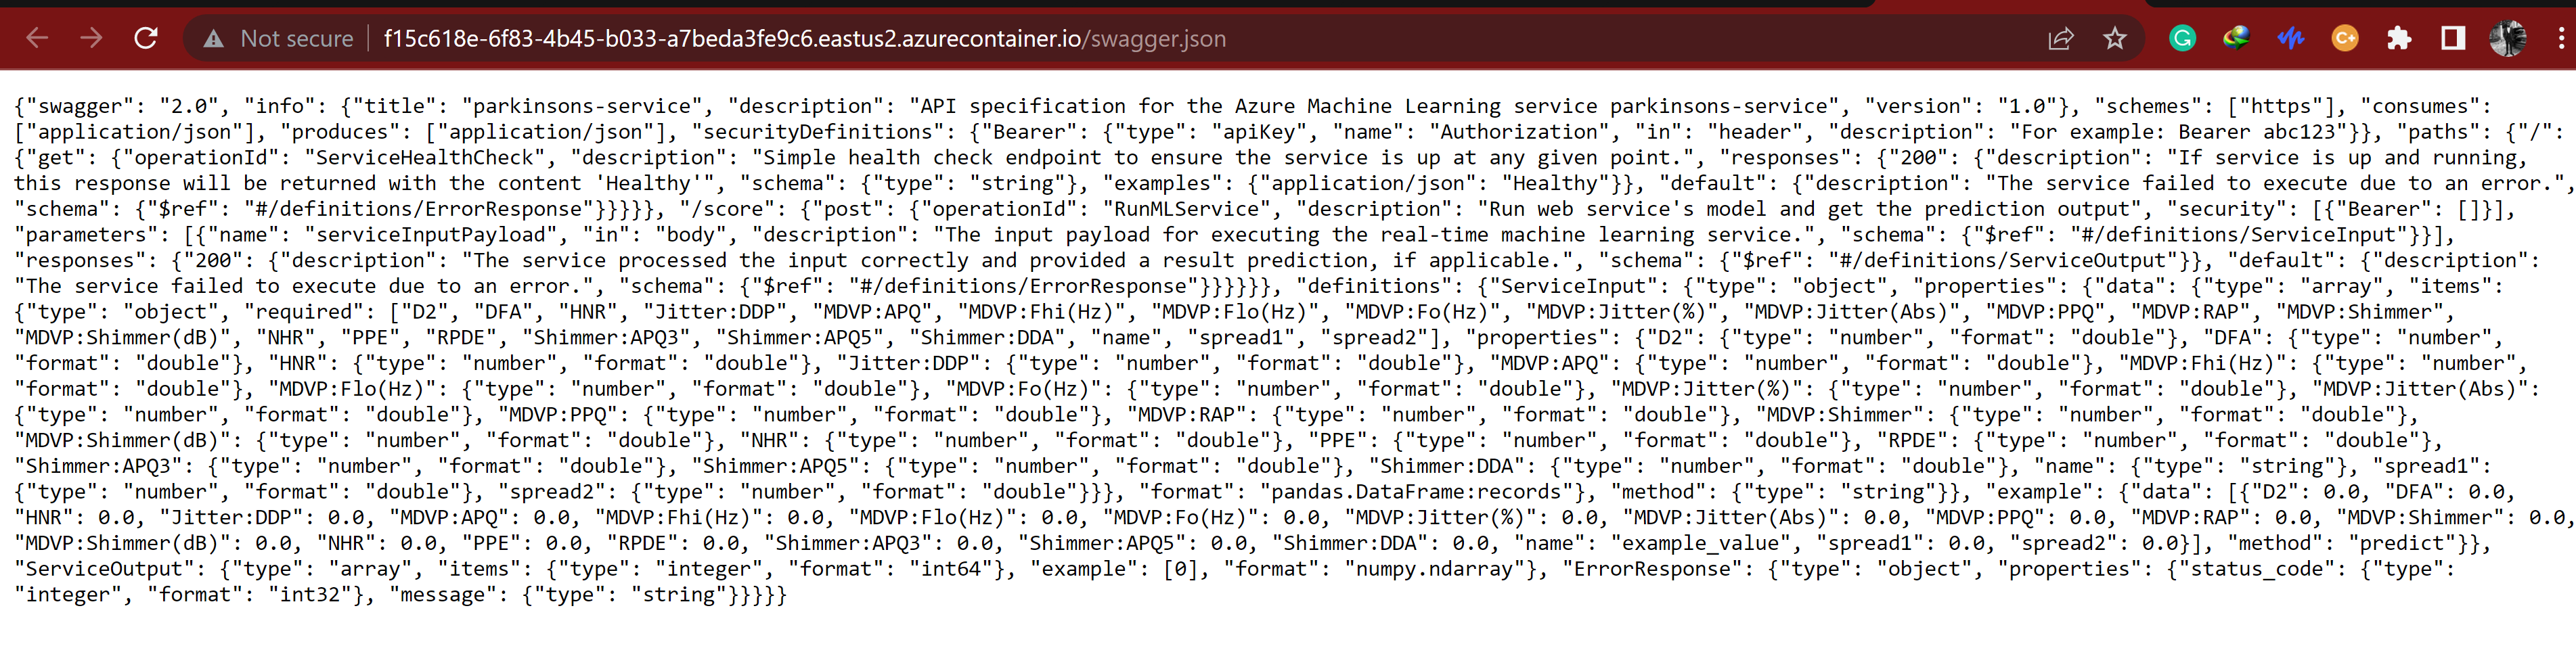 Not secure f15c618e-6f83-4b45-b033-a7beda3fe9c6.eastus2.azurecontainer.io/swagger.json
{"swagger": "2.0", "info": {"title": "parkinsons-service", "description": "API specification for the Azure Machine Learning service parkinsons-service", "version": "1.0"}, "schemes": ["https"], "consumes":
["application/json"], "produces": ["application/json"], "securityDefinitions": {"Bearer": {"type": "apiKey", "name": "Authorization", "in": "header", "description": "For example: Bearer abc123"}}, "paths": {"/":
{"get": {"operationId": "ServiceHealthCheck", "description": "Simple health check endpoint to ensure the service is up at any given point.", "responses": {"200": {"description": "If service is up and running,
this response will be returned with the content 'Healthy'", "schema": {"type": "string"}, "examples": {"application/json": "Healthy"}}, "default": {"description": "The service failed to execute due to an error.",
"schema": {"$ref": "#/definitions/ErrorResponse"}}}}}, "/score": {"post": {"operationId": "RunMLService", "description": "Run web service's model and get the prediction output", "security": [{"Bearer": []}],
"parameters": [{"name": "serviceInputPayload", "in": "body", "description": "The input payload for executing the real-time machine learning service.", "schema": {"$ref": "#/definitions/ServiceInput"}}],
"responses": {"200": {"description": "The service processed the input correctly and provided a result prediction, if applicable.", "schema": {"$ref": "#/definitions/ServiceOutput"}}, "default": {"description":
"The service failed to execute due to an error.", "schema": {"$ref": "#/definitions/ErrorResponse"}}}}}}, "definitions": {"ServiceInput": {"type": "object", "properties": {"data": {"type": "array", "items":
{"type": "object", "required": ["D2", "DFA", "HNR", "Jitter:DDP", "MDVP:APQ", "MDVP:Fhi(Hz)", "MDVP:Flo(Hz)", "MDVP:Fo(Hz)", "MDVP:Jitter(%)", "MDVP:Jitter(Abs)", "MDVP:PPQ", "MDVP:RAP", "MDVP:Shimmer",
"MDVP:Shimmer(dB)", "NHR", "PPE", "RPDE", "Shimmer:APQ3", "Shimmer:APQ5", "Shimmer:DDA", "name", "spread1", "spread2"], "properties": {"D2": {"type": "number", "format": "double"}, "DFA": {"type": "number",
"format": "double"}, "HNR": {"type": "number", "format": "double"}, "Jitter:DDP": {"type": "number", "format": "double"}, "MDVP:APQ": {"type": "number", "format": "double"}, "MDVP:Fhi(Hz)": {"type": "number",
"format": "double"}, "MDVP:Flo(Hz)": {"type": "number", "format": "double"}, "MDVP:Fo(Hz)": {"type": "number", "format": "double"}, "MDVP:Jitter(%)": {"type": "number", "format": "double"}, "MDVP:Jitter(Abs)":
{"type": "number", "format": "double"}, "MDVP:PPQ": {"type": "number", "format": "double"}, "MDVP:RAP": {"type": "number", "format": "double"}, "MDVP:Shimmer": {"type": "number", "format": "double"},
"MDVP:Shimmer(dB)": {"type": "number", "format": "double"}, "NHR": {"type": "number", "format": "double"}, "PPE": {"type": "number", "format": "double"}, "RPDE": {"type": "number", "format": "double"},
"Shimmer:APQ3": {"type": "number", "format": "double"}, "Shimmer:APQ5": {"type": "number", "format": "double"}, "Shimmer:DDA": {"type": "number", "format": "double"}, "name": {"type": "string"}, "spread1":
{"type": "number", "format": "double"}, "spread2": {"type": "number", "format": "double"}}}, "format": "pandas.DataFrame:records"}, "method": {"type": "string"}}, "example": {"data": [{"D2": 0.0, "DFA": 0.0,
"HNR": 0.0, "Jitter:DDP": 0.0, "MDVP:APQ": 0.0, "MDVP:Fhi(Hz)": 0.0, "MDVP:Flo(Hz)": 0.0, "MDVP:Fo(Hz)": 0.0, "MDVP:Jitter(%)": 0.0, "MDVP:Jitter(Abs)": 0.0, "MDVP:PPQ": 0.0, "MDVP:RAP": 0.0, "MDVP:Shimmer": 0.0,
"MDVP:Shimmer(dB)": 0.0, "NHR": 0.0, "PPE": 0.0, "RPDE": 0.0, "Shimmer:APQ3": 0.0, "Shimmer:APQ5": 0.0, "Shimmer:DDA": 0.0, "name": "example_value", "spread1": 0.0, "spread2": 0.0}], "method": "predict"}},
"ServiceOutput": {"type": "array", "items": {"type": "integer", "format": "int64"}, "example": [0], "format": "numpy.ndarray"}, "ErrorResponse": {"type": "object", "properties": {"status_code": {"type":
"integer", "format": "int32"}, "message": {"type": "string"}}}}}